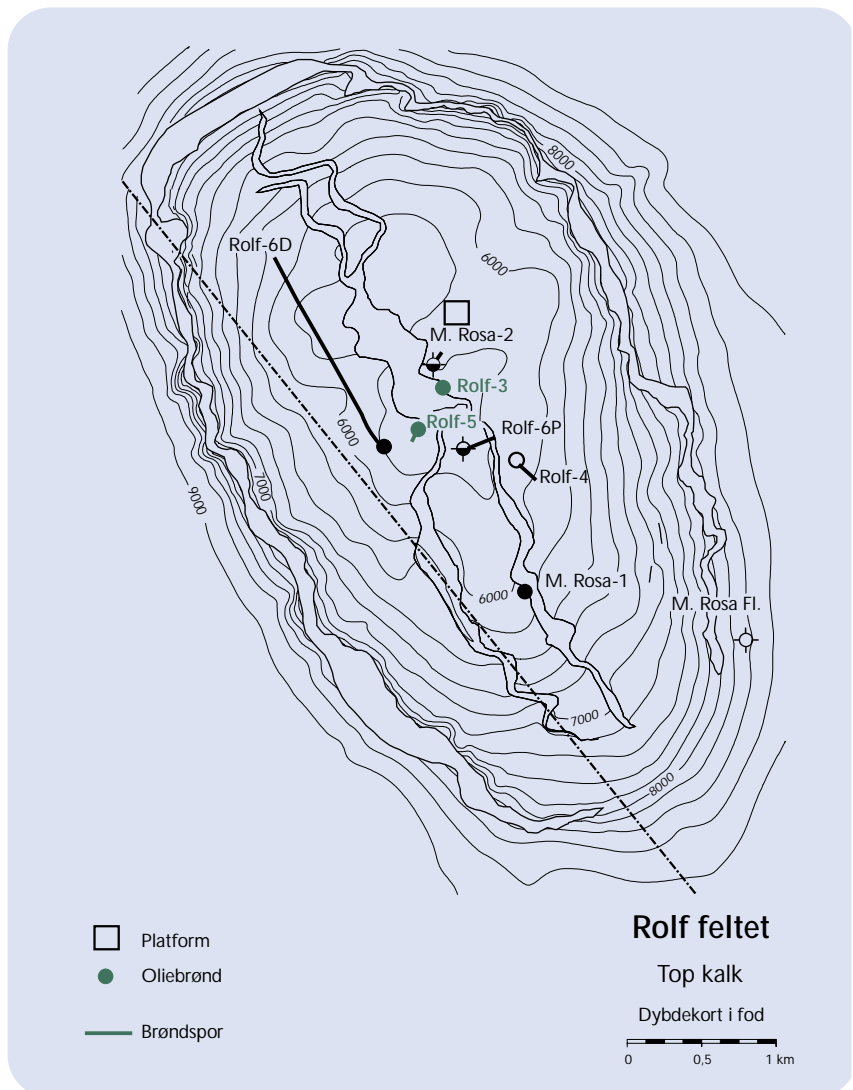 8000
Rolf-6D
6000
M. Rosa-2
Rolf-3
Rolf-5
Rolf-6P
6000
Rolf-4
7000
9000
M. Rosa-1
6000
M. Rosa Fl.
7000
8000
Rolf feltet
Platform
Top kalk
Oliebrønd
Dybdekort i fod
Brøndspor
0 0,5 1 km